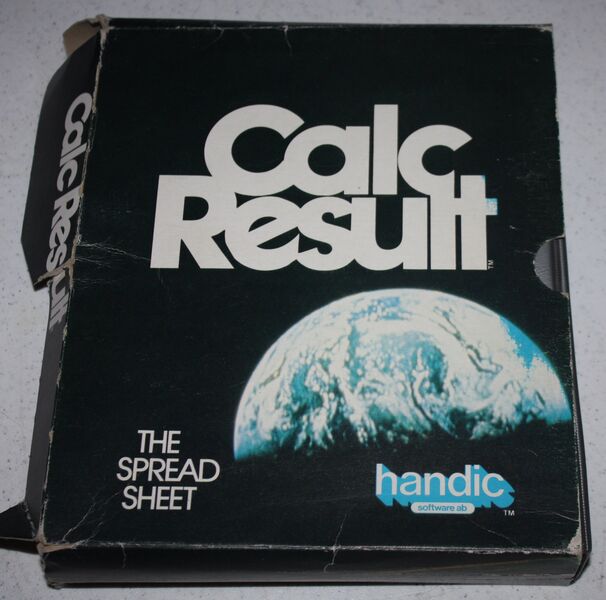 Calc
Result
TM
Calc Result
THE
SPREAD
SHEET
handic
software ab
TM